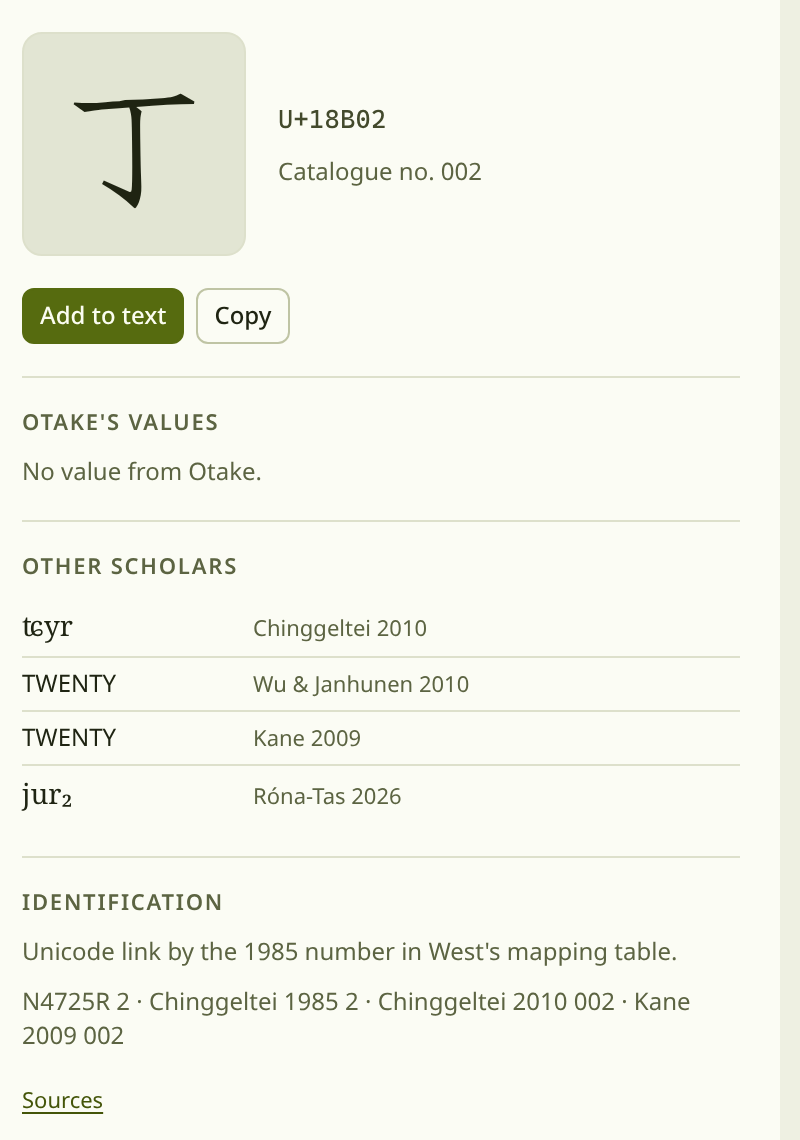 𘬂
U+18B02
Catalogue no. 002
Add to text
Copy
OTAKE'S VALUES
No value from Otake.
OTHER SCHOLARS
ʨyr Chinggeltei 2010
TWENTY Wu & Janhunen 2010
TWENTY Kane 2009
jur₂ Róna-Tas 2026
IDENTIFICATION
Unicode link by the 1985 number in West's mapping table.
N4725R 2 · Chinggeltei 1985 2 · Chinggeltei 2010 002 · Kane
2009 002
Sources